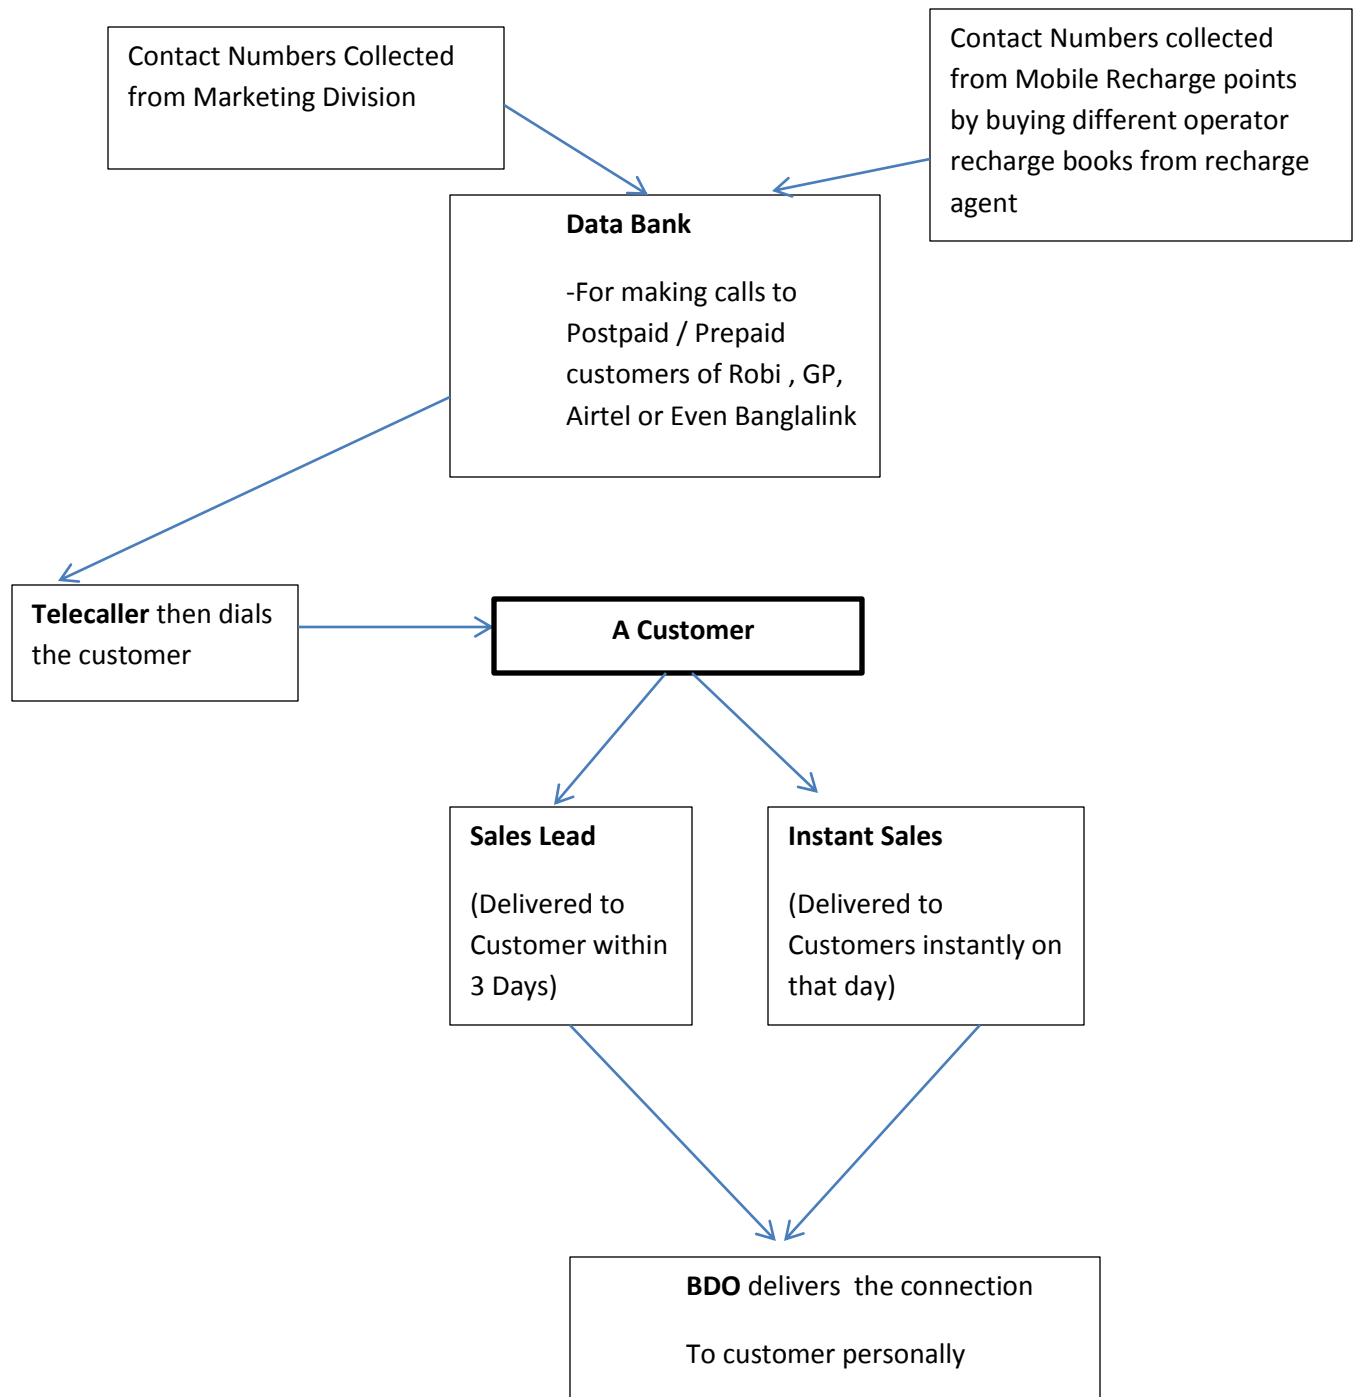 Contact Numbers Collected
from Marketing Division
Contact Numbers collected
from Mobile Recharge points
by buying different operator
recharge books from recharge
agent
Data Bank
-For making calls to
Postpaid / Prepaid
customers of Robi , GP,
Airtel or Even Banglalink
Telecaller then dials
the customer
A Customer
Sales Lead
(Delivered to
Customer within
3 Days)
Instant Sales
(Delivered to
Customers instantly on
that day)
BDO delivers  the connection
To customer personally